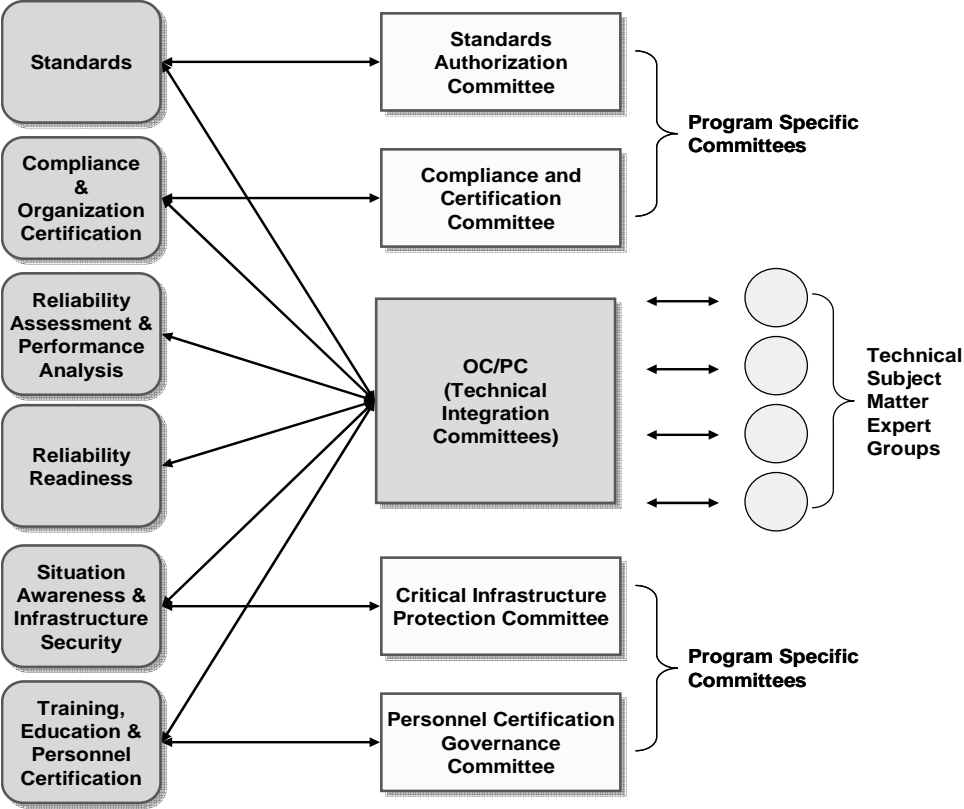 Standards
Compliance
&
Organization
Certification
Reliability
Assessment &
Performance
Analysis
Reliability
Readiness
Situation
Awareness &
Infrastructure
Security
Training,
Education &
Personnel
Certification
Standards
Authorization
Committee
Compliance and
Certification
Committee
OC/PC
(Technical
Integration
Committees)
Critical Infrastructure
Protection Committee
Personnel Certification
Governance
Committee
Program Specific
Committees
Technical
Subject
Matter
Expert
Groups
Program Specific
Committees